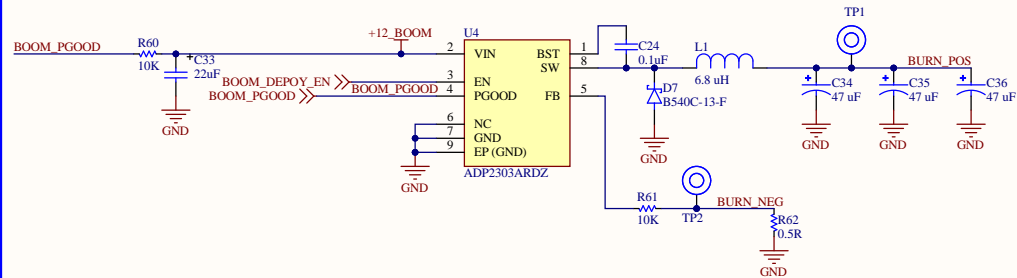 TP1
+12_BOOM
U4
BOOM_PGOOD
R60
10K
+
C33
22uF
GND
2
VIN
BST
1
C24
0.1uF
L1
6.8 uH
BURN_POS
SW
8
BOOM_DEPOY_EN
3
EN
BOOM_PGOOD
BOOM_PGOOD
4
PGOOD
FB
5
D7
B540C-13-F
GND
+
C34
47 uF
GND
+
C35
47 uF
GND
+
C36
47 uF
GND
6
NC
7
GND
9
EP (GND)
GND
ADP2303ARDZ
R61
10K
TP2
BURN_NEG
R62
0.5R
GND